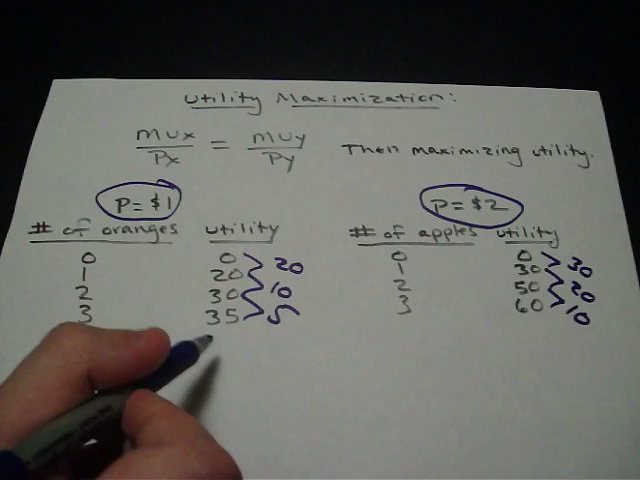 Utility Maximization:
MUx/Px = MUy/Py Then maximizing utility.
P=$1 P=$2
# of oranges utility # of apples utility
0 0 0 0
1 20 1 30
2 30 2 50
3 35 3 60
20 30
10 20
5 10